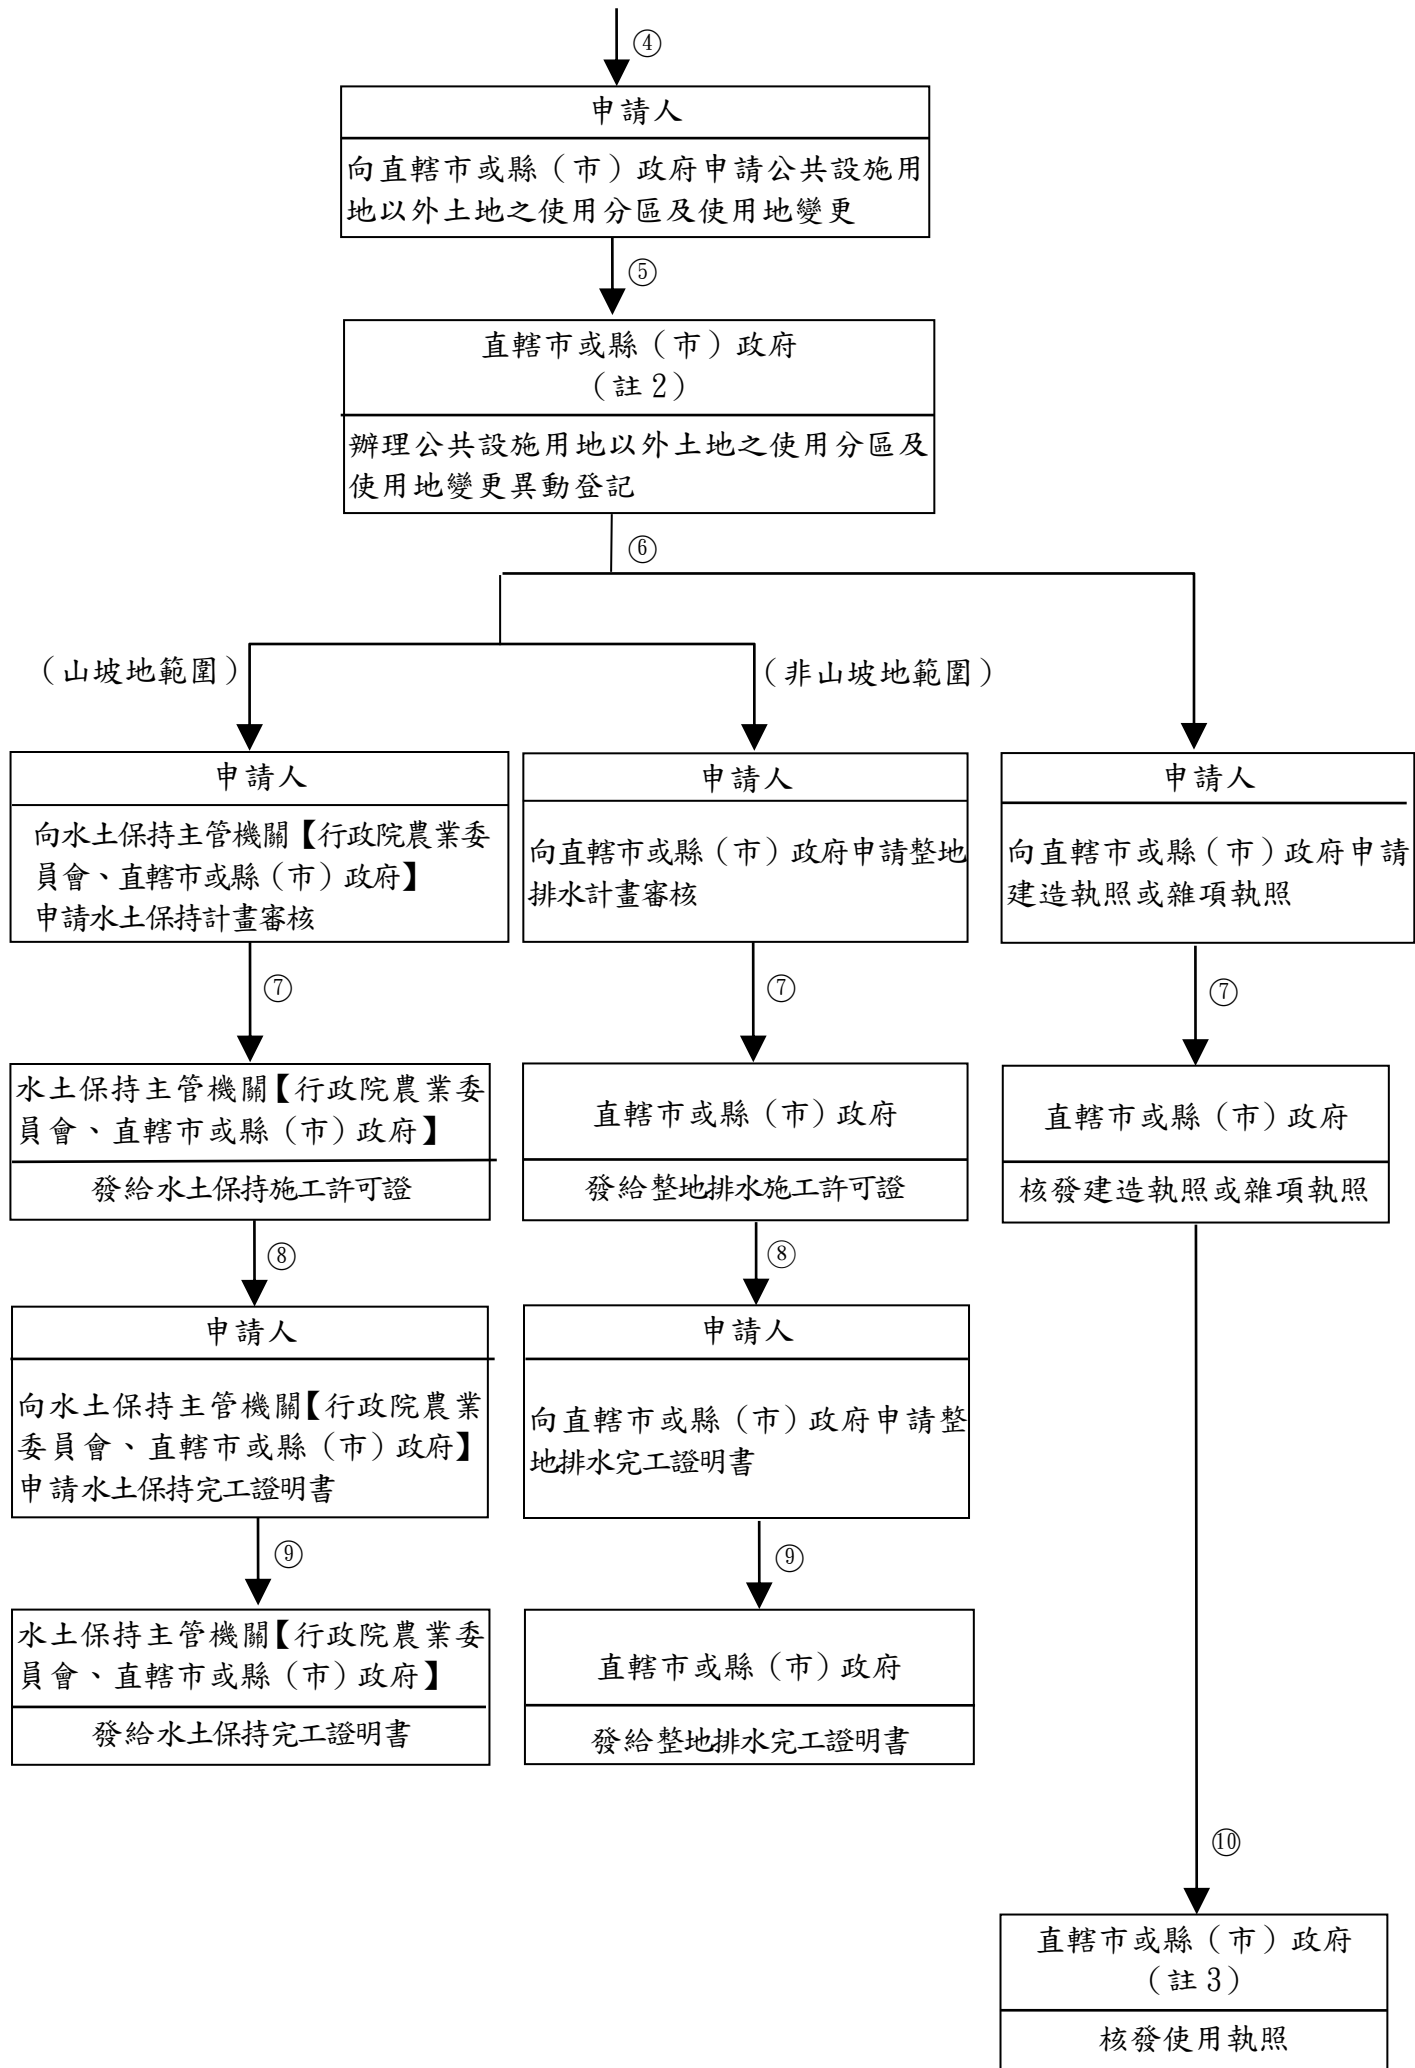 ④
申請人
向直轄市或縣（市）政府申請公共設施用
地以外土地之使用分區及使用地變更
⑤
直轄市或縣（市）政府
（註2）
辦理公共設施用地以外土地之使用分區及
使用地變更異動登記
⑥
（山坡地範圍）
（非山坡地範圍）
申請人
向水土保持主管機關【行政院農業委
員會、直轄市或縣（市）政府】
申請水土保持計畫審核
申請人
向直轄市或縣（市）政府申請整地
排水計畫審核
申請人
向直轄市或縣（市）政府申請
建造執照或雜項執照
⑦
⑦
⑦
水土保持主管機關【行政院農業委
員會、直轄市或縣（市）政府】
發給水土保持施工許可證
直轄市或縣（市）政府
發給整地排水施工許可證
直轄市或縣（市）政府
核發建造執照或雜項執照
⑧
⑧
申請人
向水土保持主管機關【行政院農業
委員會、直轄市或縣（市）政府】
申請水土保持完工證明書
申請人
向直轄市或縣（市）政府申請整
地排水完工證明書
⑨
⑨
水土保持主管機關【行政院農業委
員會、直轄市或縣（市）政府】
發給水土保持完工證明書
直轄市或縣（市）政府
發給整地排水完工證明書
⑩
直轄市或縣（市）政府
（註3）
核發使用執照